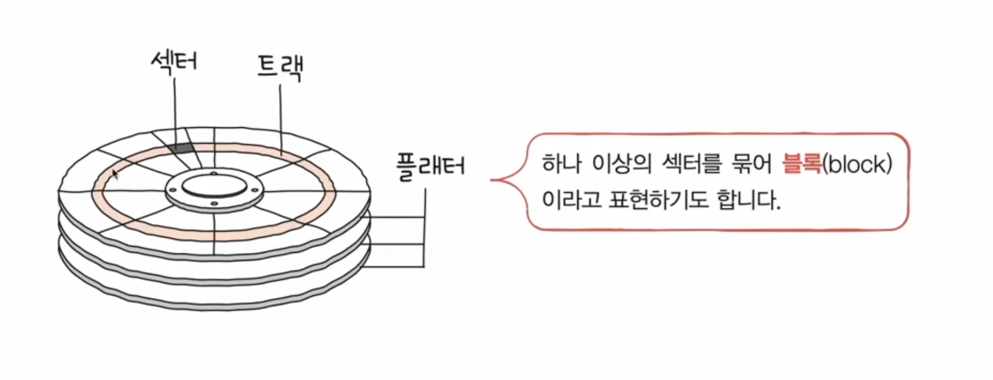 섹터
트랙
플래터
하나 이상의 섹터를 묶어 블록(block)
이라고 표현하기도 합니다.